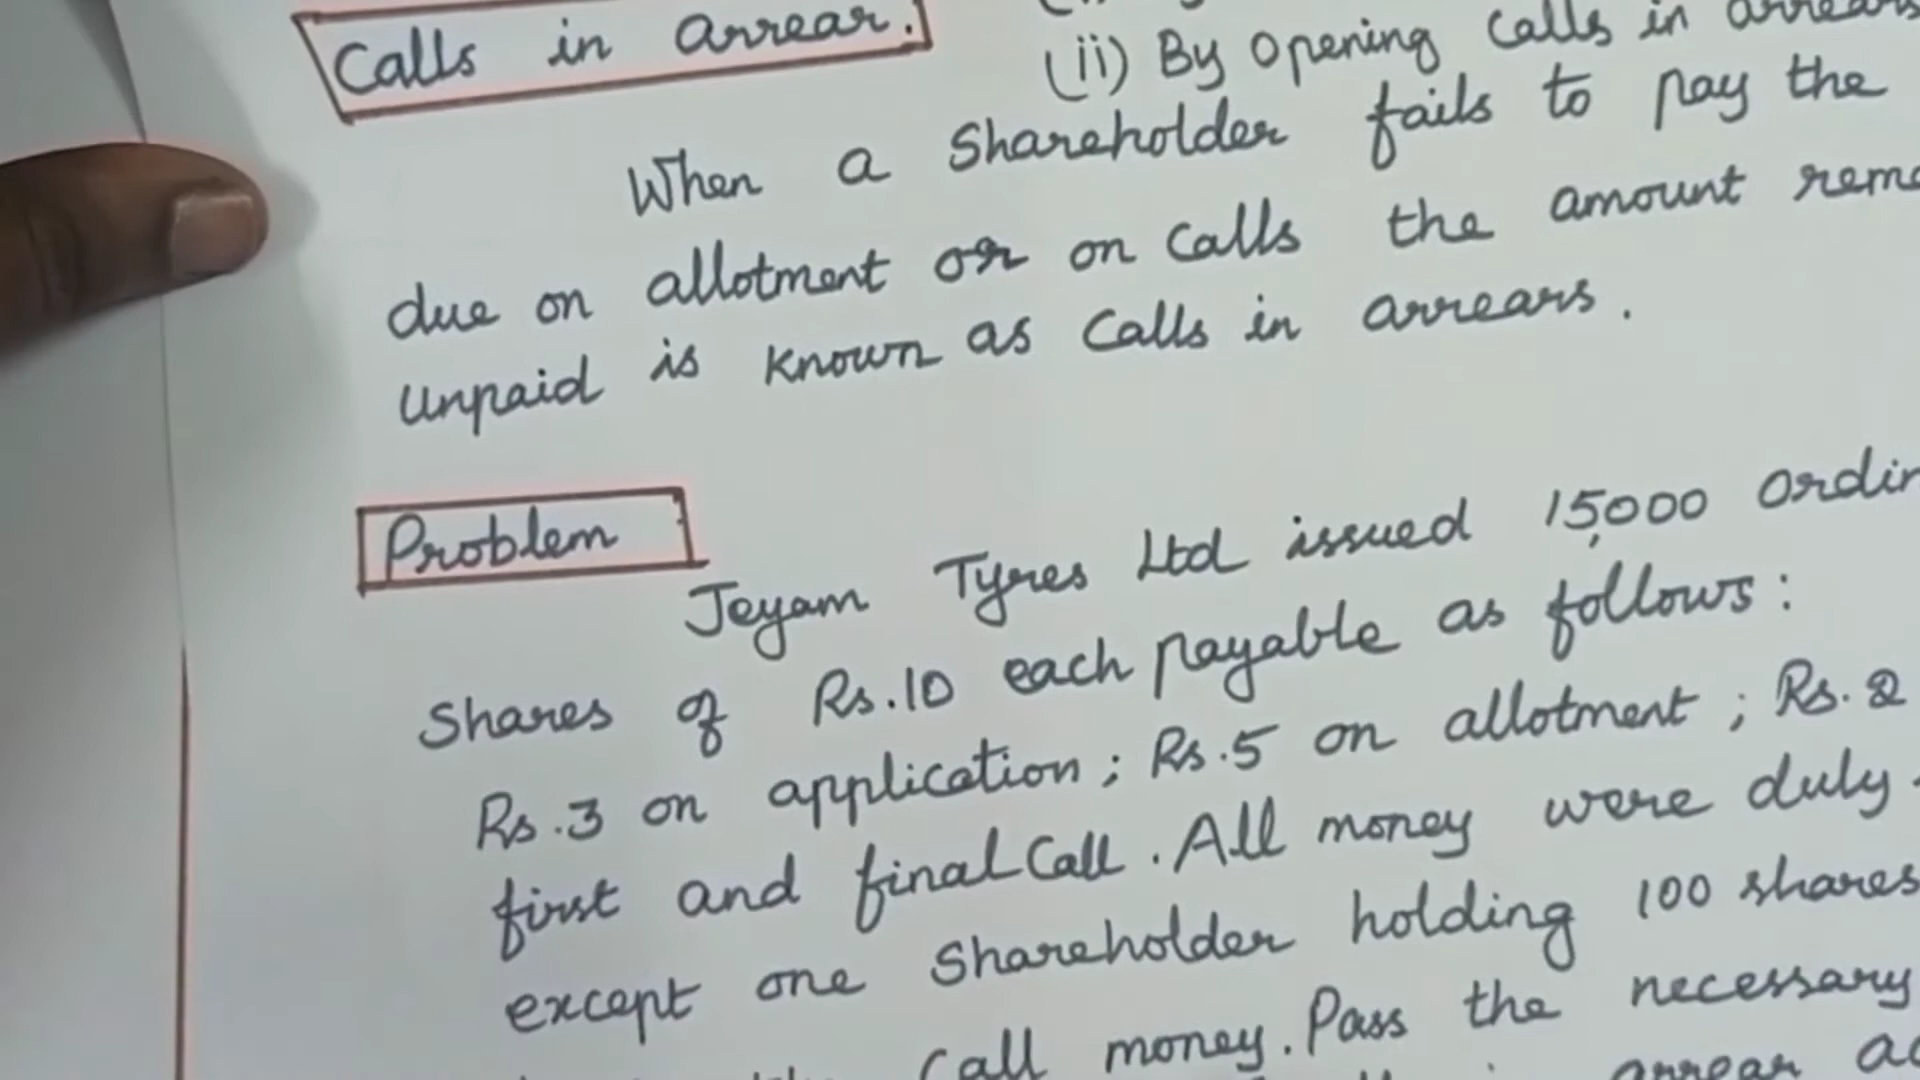 Calls in arrear.
(ii) By opening Calls in arrears
When a Shareholder fails to pay the
due on allotment or on Calls the amount
unpaid is known as Calls in arrears.
Problem
Jeyam Tyres Ltd issued 15,000
Shares of Rs.10 each payable as follows:
Rs.3 on application; Rs.5 on allotment; Rs.2
first and final Call. All money were duly
except one Shareholder holding 100 shares
Call money. Pass the necessary
arrear